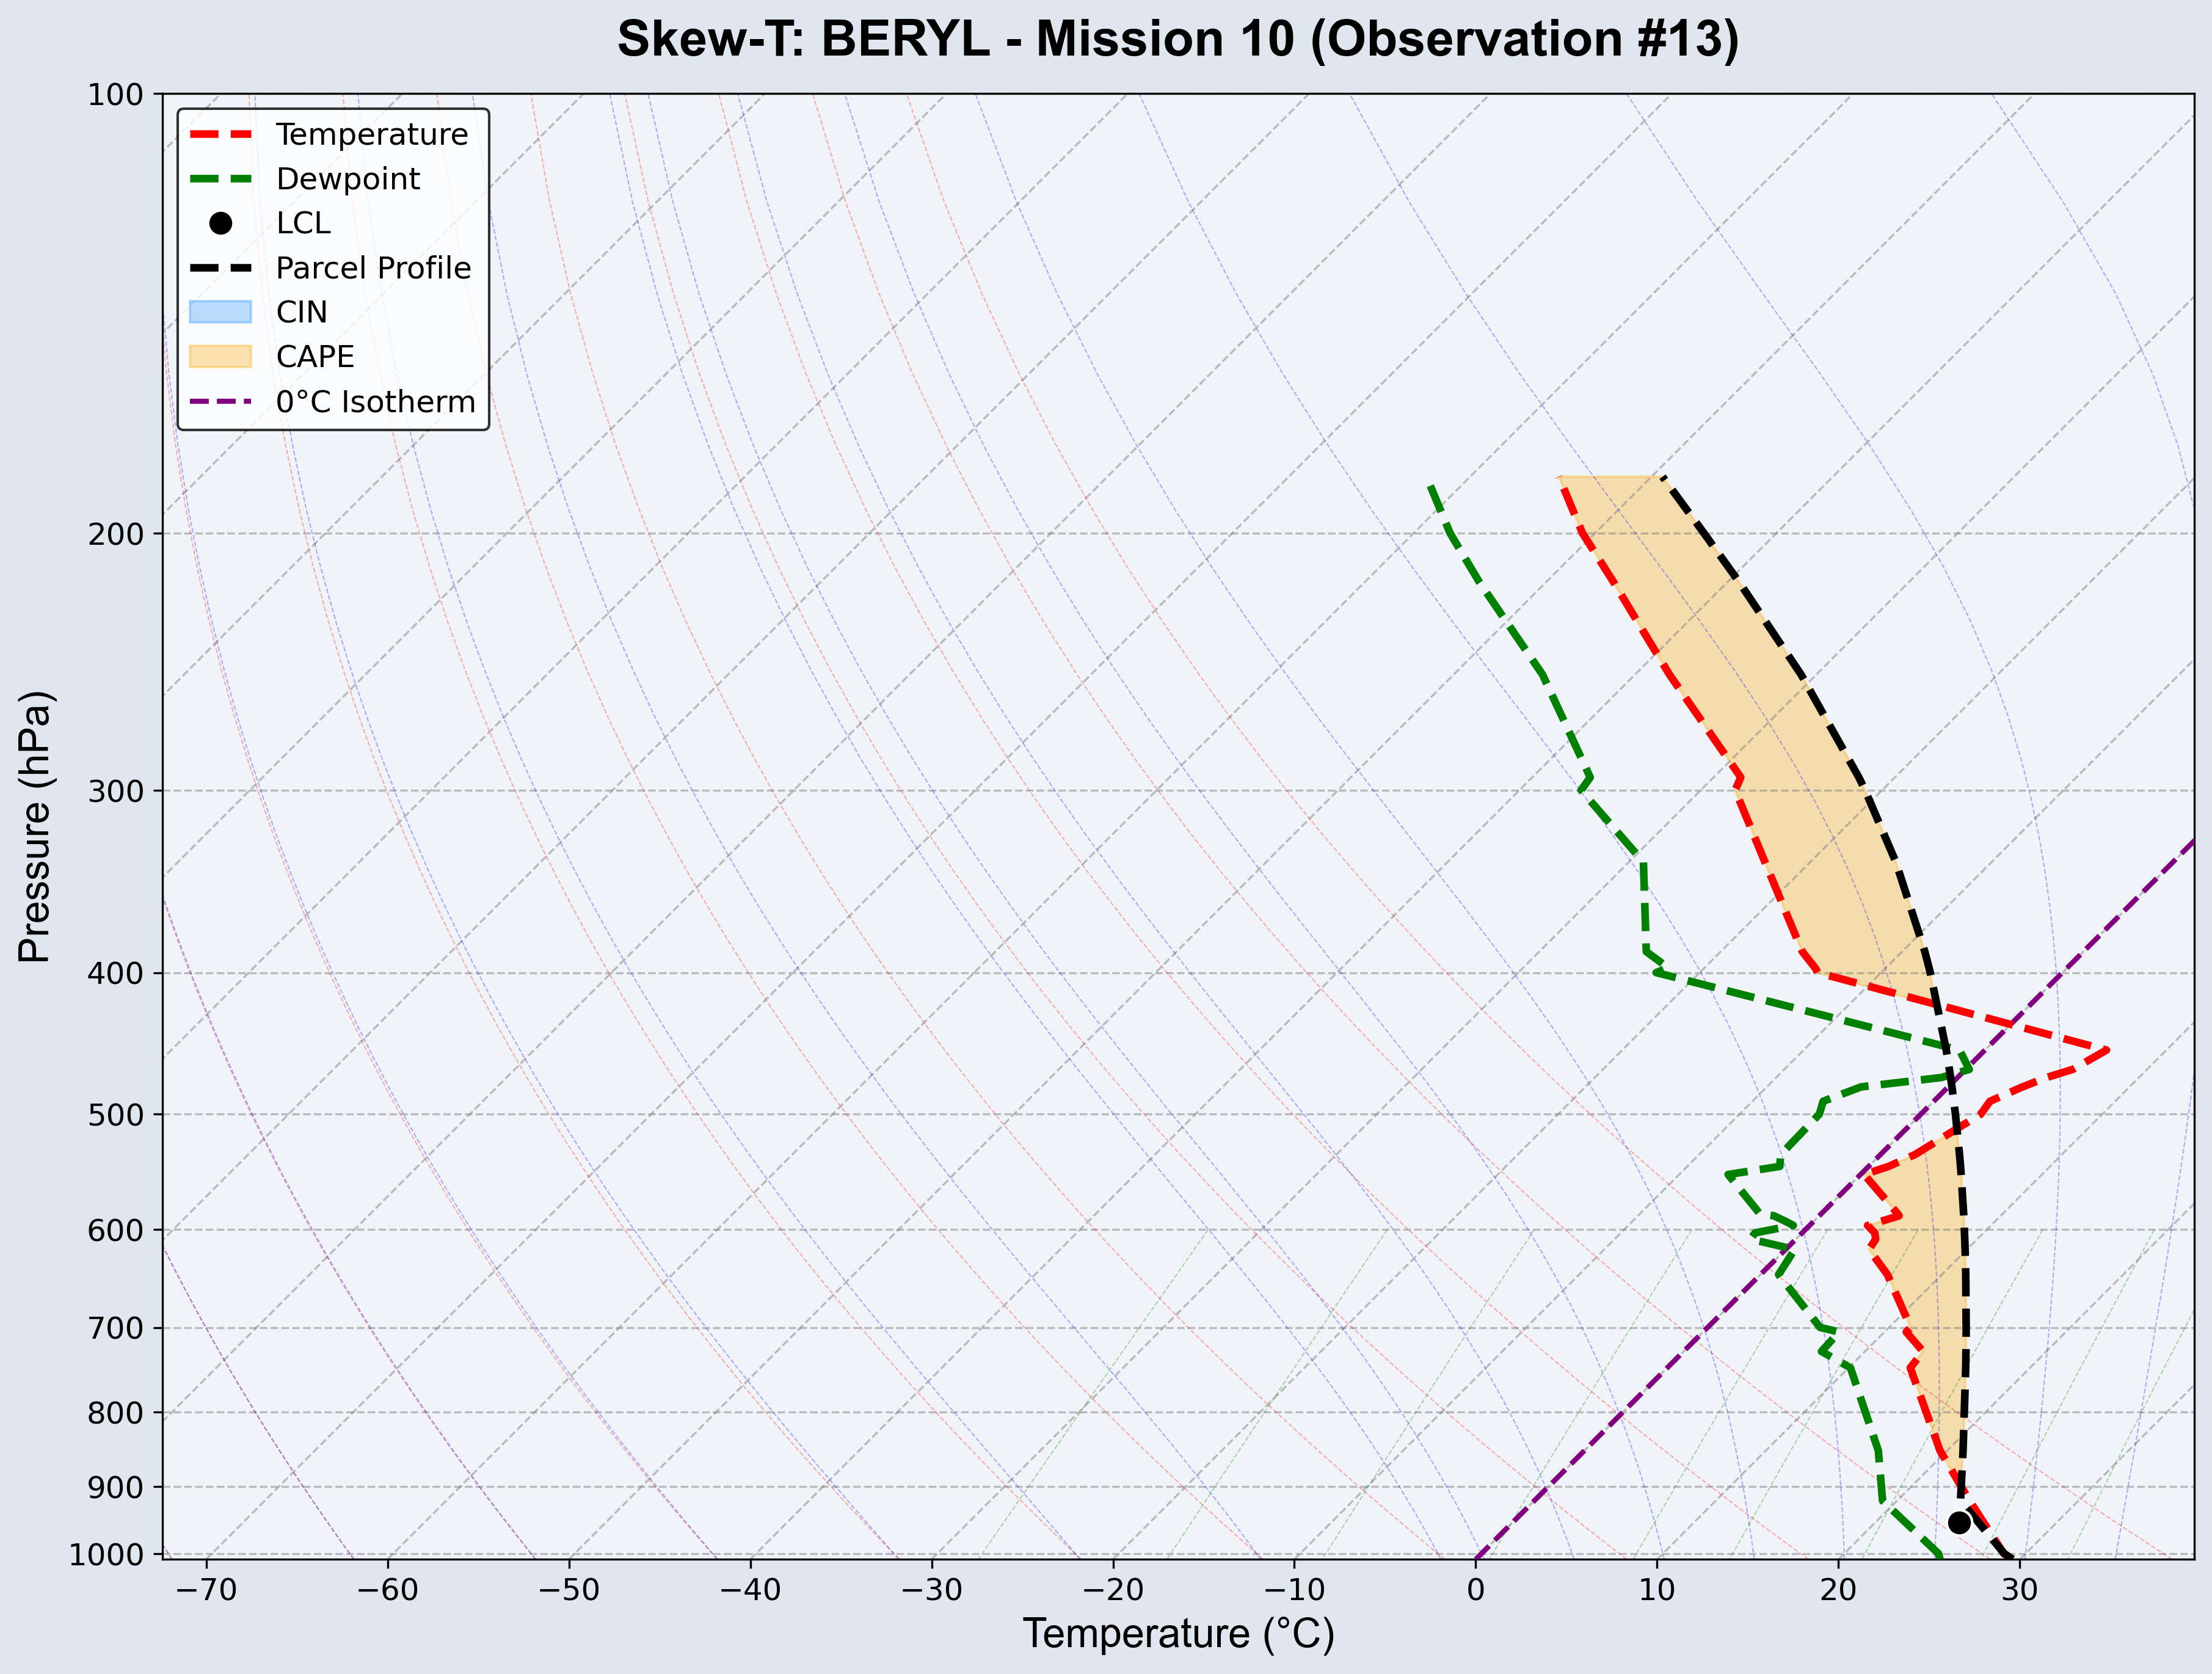 Skew-T: BERYL - Mission 10 (Observation #13)
Temperature
Dewpoint
LCL
Parcel Profile
CIN
CAPE
0°C Isotherm
Pressure (hPa)
100
200
300
400
500
600
700
800
900
1000
−70 −60 −50 −40 −30 −20 −10 0 10 20 30
Temperature (°C)